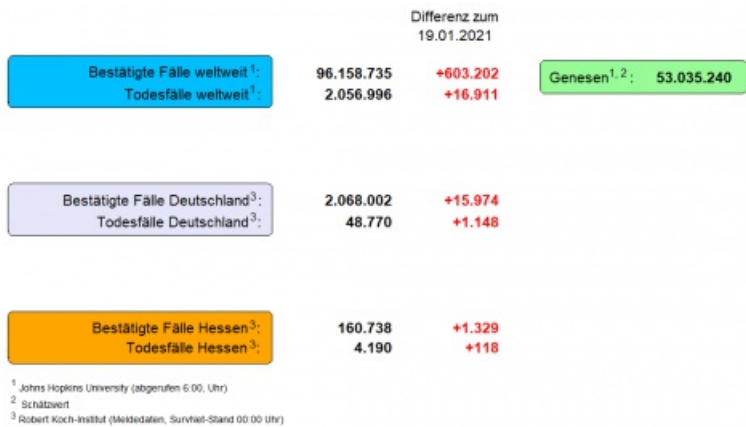 Differenz zum
19.01.2021
Bestätigte Fälle weltweit¹: 96.158.735 +603.202 Genesen¹,²: 53.035.240
Todesfälle weltweit¹: 2.056.996 +16.911
Bestätigte Fälle Deutschland³: 2.068.002 +15.974
Todesfälle Deutschland³: 48.770 +1.148
Bestätigte Fälle Hessen³: 160.738 +1.329
Todesfälle Hessen³: 4.190 +118
¹ Johns Hopkins University (abgerufen 6:00, Uhr)
² Schätzwert
³ Robert Koch-Institut (Meldedaten, SurvNet-Stand 00:00 Uhr)